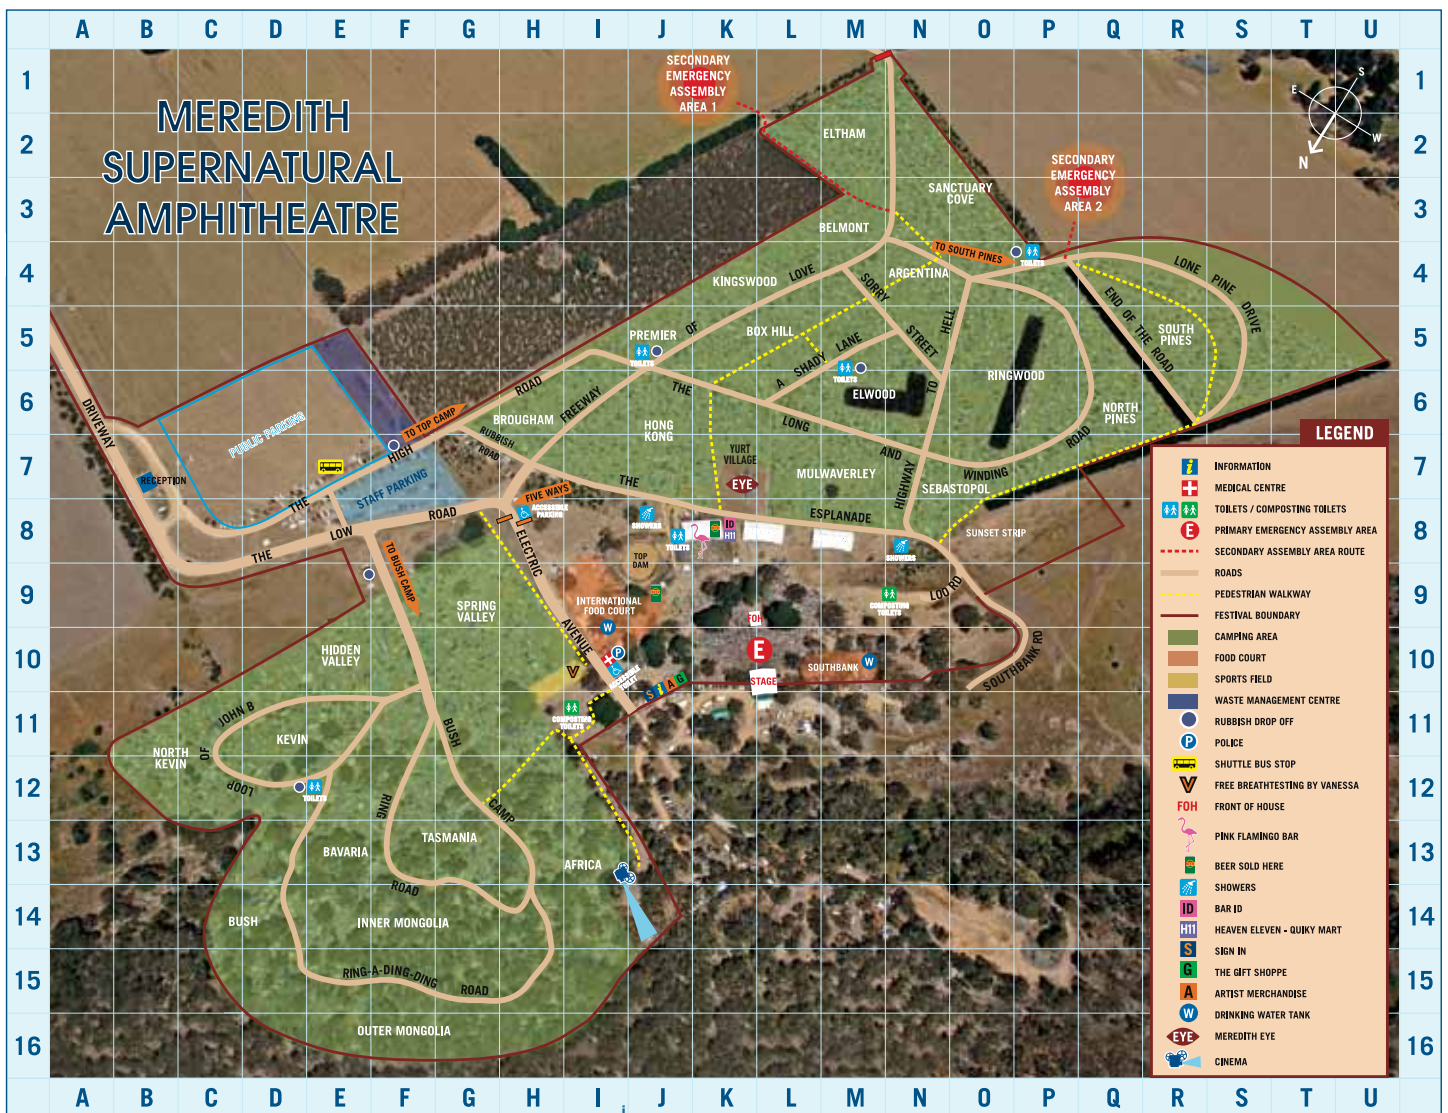 A B C D E F G H I J K L M N O P Q R S T U
1
2
3
4
5
6
7
8
9
10
11
12
13
14
15
16
MEREDITH
SUPERNATURAL
AMPHITHEATRE
SECONDARY
EMERGENCY
ASSEMBLY
AREA 1
SECONDARY
EMERGENCY
ASSEMBLY
AREA 2
S
E
W
N
ELTHAM
SANCTUARY
COVE
BELMONT
TO SOUTH PINES
TOILETS
KINGSWOOD
ARGENTINA
LONE PINE DRIVE
END OF THE ROAD
SOUTH
PINES
PREMIER
TOILETS
BOX HILL
ROAD OF LOVE
SORRY STREET
A SHADY LANE
HIGHWAY TO HELL
TOILETS
ELWOOD
RINGWOOD
NORTH
PINES
DRIVEWAY
PUBLIC PARKING
RECEPTION
TO TOP CAMP
THE HIGH ROAD
STAFF PARKING
BROUGHAM
FREEWAY
RUBBISH
ROAD
HONG
KONG
THE LONG AND WINDING ROAD
YURT
VILLAGE
EYE
MULWAVERLEY
SEBASTOPOL
THE ESPLANADE
FIVE WAYS
ACCESSIBLE
PARKING
SHOWERS
TOILETS
ID
H11
SHOWERS
SUNSET STRIP
THE LOW ROAD
TO BUSH CAMP
ELECTRIC AVENUE
TOP
DAM
INTERNATIONAL
FOOD COURT
W
FOH
COMPOSTING
TOILETS
LOO RD
SPRING
VALLEY
HIDDEN
VALLEY
P
ACCESSIBLE
TOILET
E
SOUTHBANK
W
SOUTHBANK RD
V
STAGE
S i A G
COMPOSTING
TOILETS
NORTH
KEVIN
KEVIN
LOOP OF JOHN B
TOILETS
BUSH CAMP RING ROAD
TASMANIA
BAVARIA
AFRICA
BUSH
INNER MONGOLIA
RING-A-DING-DING ROAD
OUTER MONGOLIA
LEGEND
i INFORMATION
MEDICAL CENTRE
TOILETS / COMPOSTING TOILETS
E PRIMARY EMERGENCY ASSEMBLY AREA
SECONDARY ASSEMBLY AREA ROUTE
ROADS
PEDESTRIAN WALKWAY
FESTIVAL BOUNDARY
CAMPING AREA
FOOD COURT
SPORTS FIELD
WASTE MANAGEMENT CENTRE
RUBBISH DROP OFF
P POLICE
SHUTTLE BUS STOP
V FREE BREATHTESTING BY VANESSA
FOH FRONT OF HOUSE
PINK FLAMINGO BAR
BEER SOLD HERE
SHOWERS
ID BAR ID
H11 HEAVEN ELEVEN - QUIKY MART
S SIGN IN
G THE GIFT SHOPPE
A ARTIST MERCHANDISE
W DRINKING WATER TANK
EYE MEREDITH EYE
CINEMA
A B C D E F G H I J K L M N O P Q R S T U